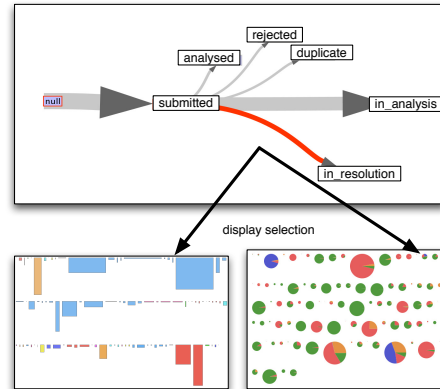 rejected
analysed
duplicate
null
submitted
in_analysis
in_resolution
display selection